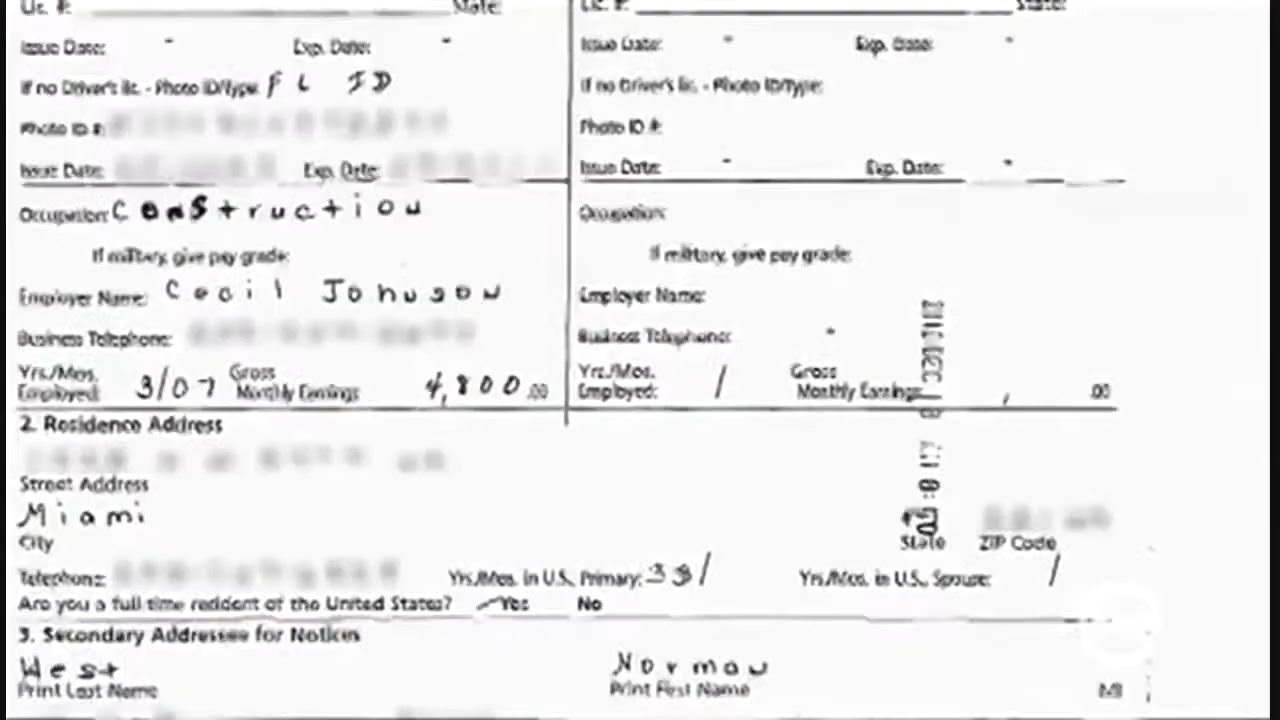 Lic. #: State: Lic. #: State:
Issue Date: - Exp. Date: - Issue Date: - Exp. Date: -
If no Driver's lic. - Photo ID/Type: FL ID If no Driver's lic. - Photo ID/Type:
Photo ID #: Photo ID #:
Issue Date: Exp. Date: Issue Date: - Exp. Date: -
Occupation: Construction Occupation:
If military, give pay grade: If military, give pay grade:
Employer Name: Cecil Johnson Employer Name:
Business Telephone: Business Telephone: -
Yrs./Mos. Gross Yrs./Mos. Gross
Employed: 3/07 Monthly Earnings 4,800.00 Employed: / Monthly Earnings , .00
2. Residence Address
Street Address
Miami
City State ZIP Code
Telephone: Yrs./Mos. in U.S., Primary: 33/ Yrs./Mos. in U.S., Spouse: /
Are you a full time resident of the United States? Yes No
3. Secondary Addressee for Notices
West Norman
Print Last Name Print First Name MI